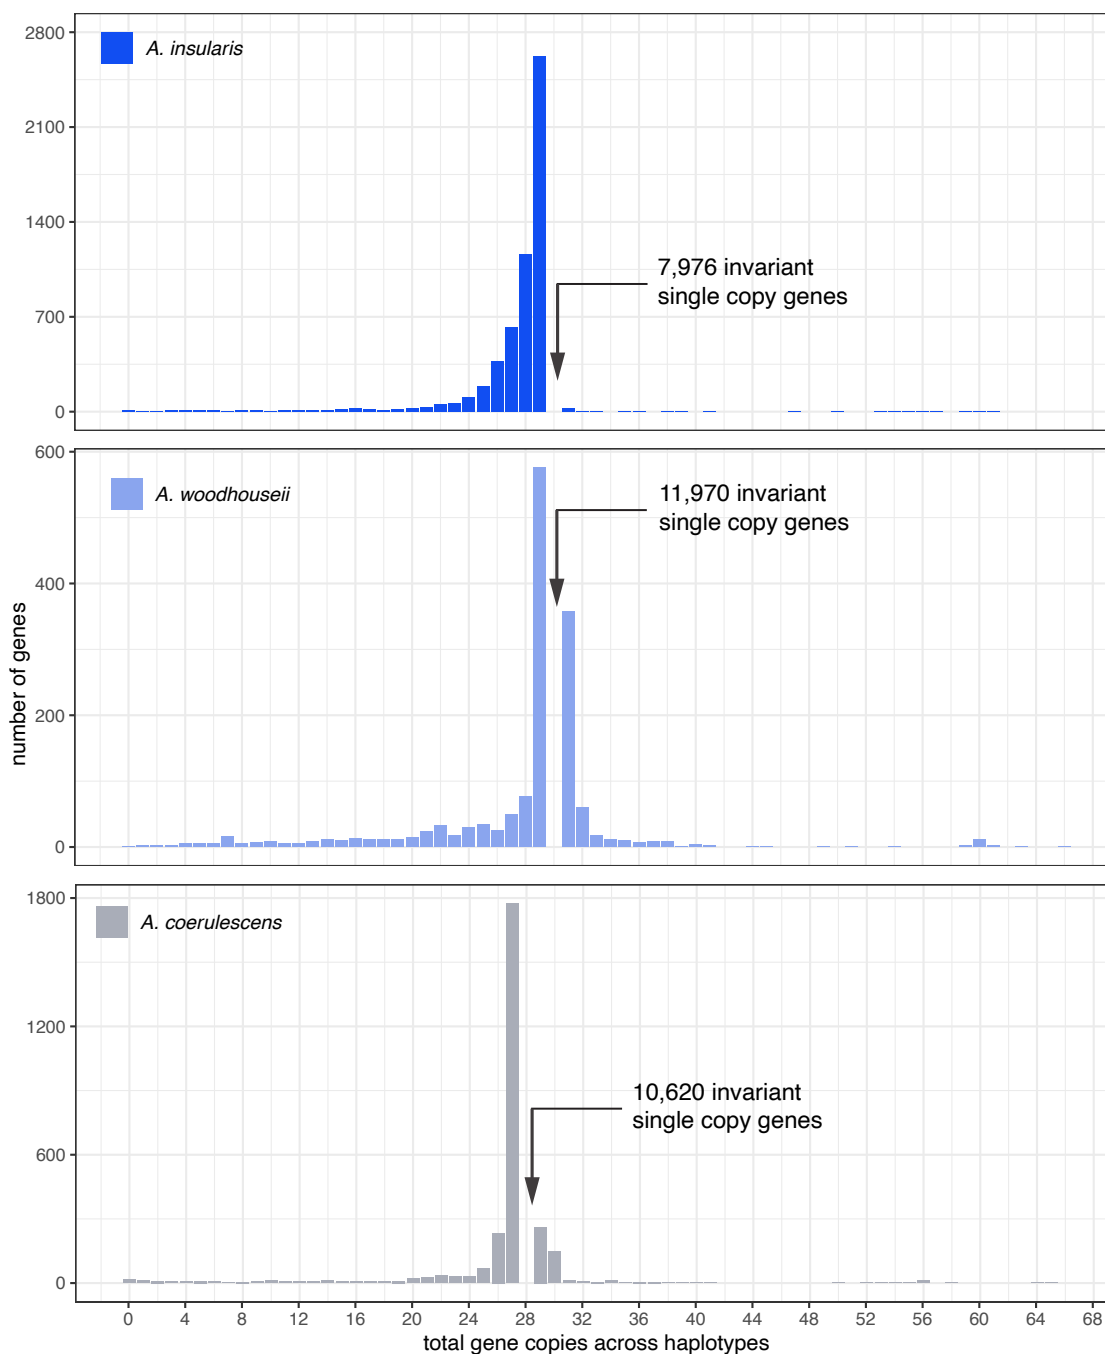 A. insularis
2800
2100
1400
700
0
7,976 invariant
single copy genes
A. woodhouseii
600
400
200
0
11,970 invariant
single copy genes
number of genes
A. coerulescens
1800
1200
600
0
10,620 invariant
single copy genes
0 4 8 12 16 20 24 28 32 36 40 44 48 52 56 60 64 68
total gene copies across haplotypes